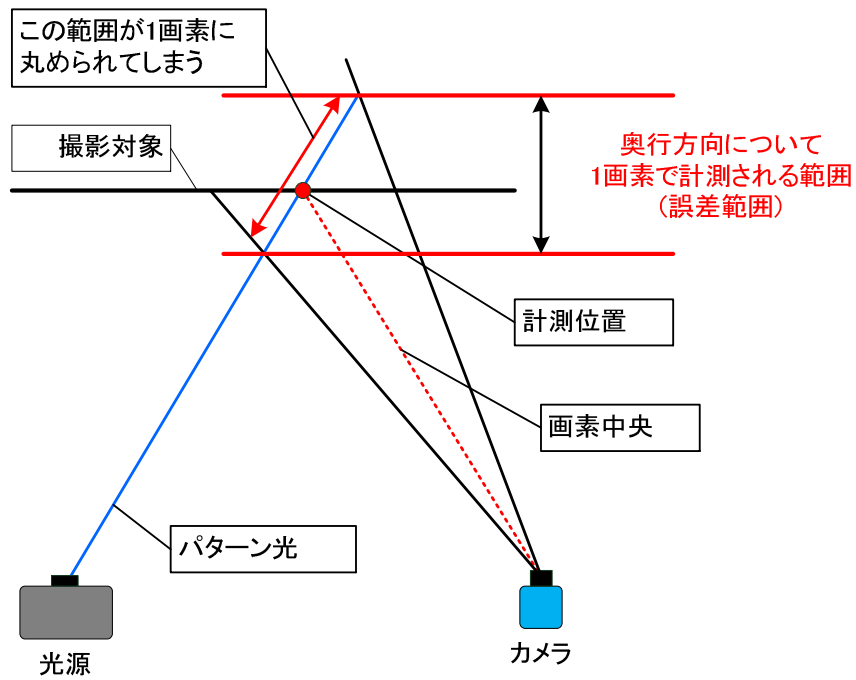 この範囲が1画素に
丸められてしまう
撮影対象
奥行方向について
1画素で計測される範囲
(誤差範囲)
計測位置
画素中央
パターン光
光源
カメラ